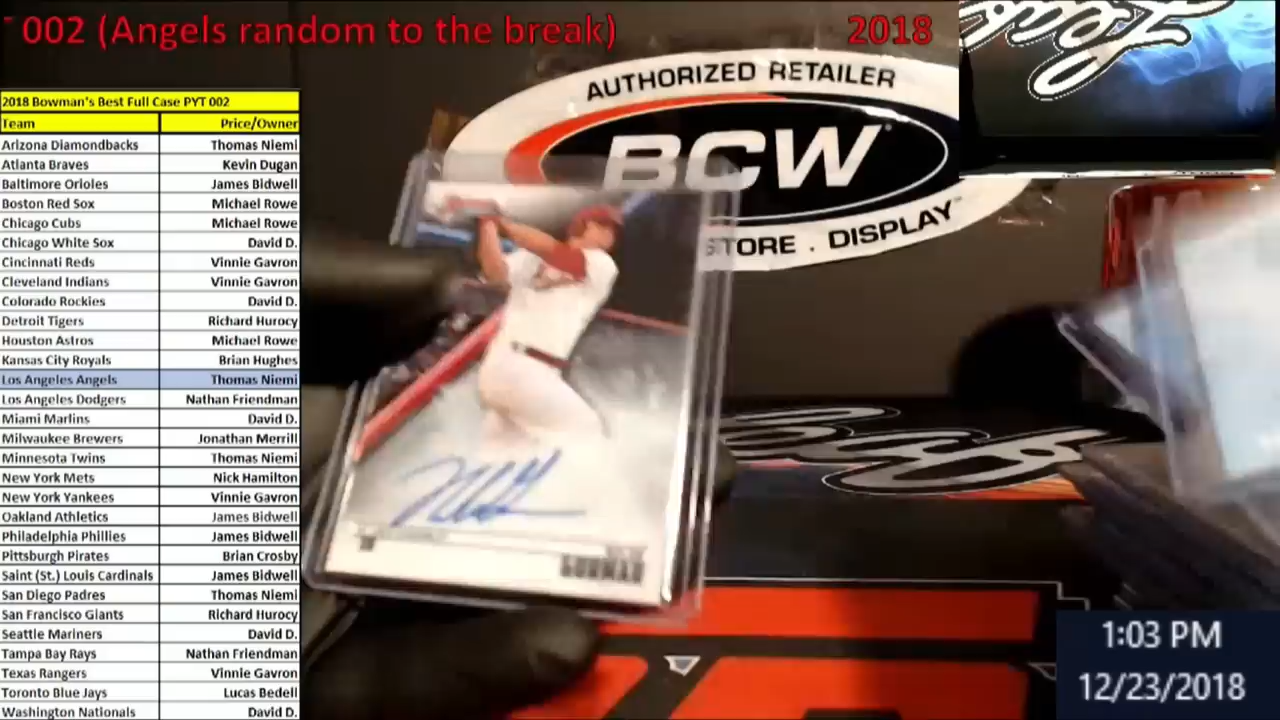 002 (Angels random to the break)
2018
2018 Bowman's Best Full Case PYT 002
Team Price/Owner
Arizona Diamondbacks Thomas Niemi
Atlanta Braves Kevin Dugan
Baltimore Orioles James Bidwell
Boston Red Sox Michael Rowe
Chicago Cubs Michael Rowe
Chicago White Sox David D.
Cincinnati Reds Vinnie Gavron
Cleveland Indians Vinnie Gavron
Colorado Rockies David D.
Detroit Tigers Richard Hurocy
Houston Astros Michael Rowe
Kansas City Royals Brian Hughes
Los Angeles Angels Thomas Niemi
Los Angeles Dodgers Nathan Friendman
Miami Marlins David D.
Milwaukee Brewers Jonathan Merrill
Minnesota Twins Thomas Niemi
New York Mets Nick Hamilton
New York Yankees Vinnie Gavron
Oakland Athletics James Bidwell
Philadelphia Phillies James Bidwell
Pittsburgh Pirates Brian Crosby
Saint (St.) Louis Cardinals James Bidwell
San Diego Padres Thomas Niemi
San Francisco Giants Richard Hurocy
Seattle Mariners David D.
Tampa Bay Rays Nathan Friendman
Texas Rangers Vinnie Gavron
Toronto Blue Jays Lucas Bedell
Washington Nationals David D.
AUTHORIZED RETAILER
BCW
STORE . DISPLAY
Leaf
GORMAN
1:03 PM
12/23/2018